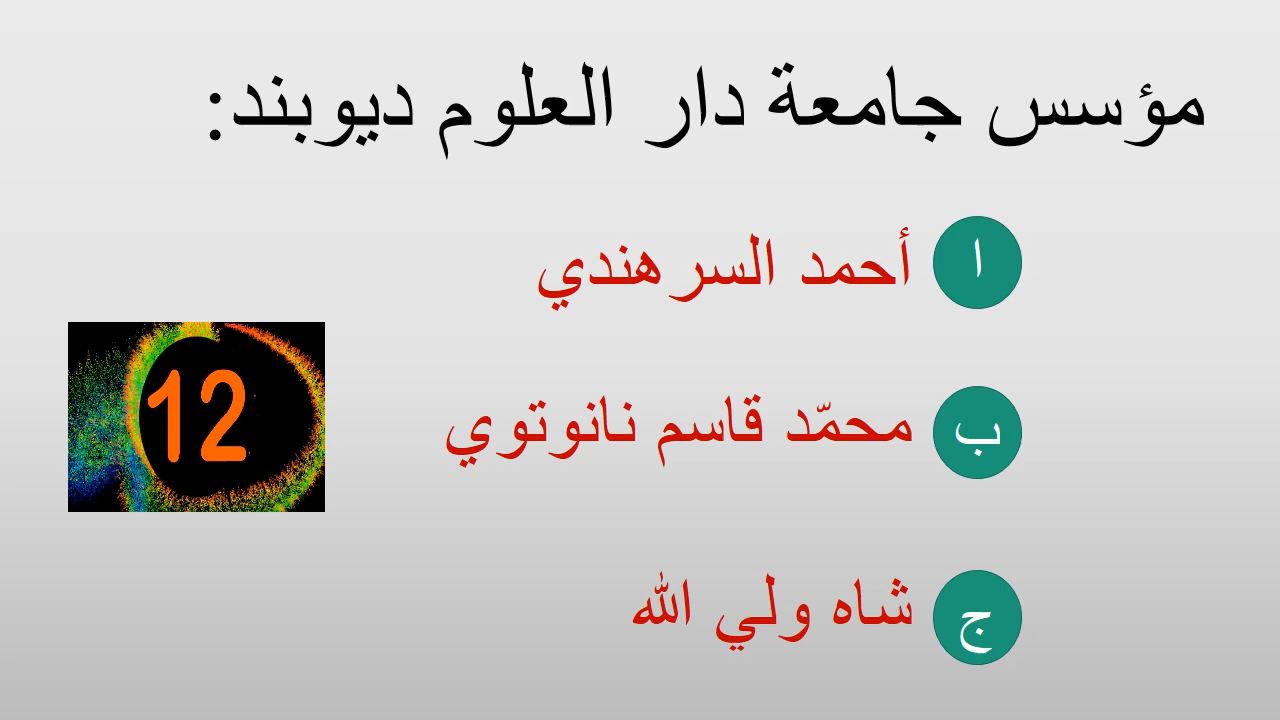 مؤسس جامعة دار العلوم ديوبند:
ا أحمد السرهندي
ب محمّد قاسم نانوتوي
12
ج شاه ولي الله